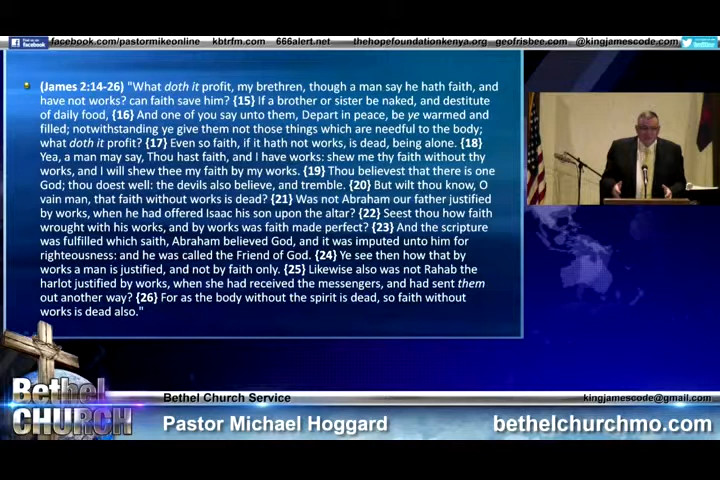 Find us on facebook
facebook.com/pastormikeonline kbtrfm.com 666alert.net thehopefoundationkenya.org geofrisbee.com @kingjamescode
(James 2:14-26) "What doth it profit, my brethren, though a man say he hath faith, and
have not works? can faith save him? {15} If a brother or sister be naked, and destitute
of daily food, {16} And one of you say unto them, Depart in peace, be ye warmed and
filled; notwithstanding ye give them not those things which are needful to the body;
what doth it profit? {17} Even so faith, if it hath not works, is dead, being alone. {18}
Yea, a man may say, Thou hast faith, and I have works: shew me thy faith without thy
works, and I will shew thee my faith by my works. {19} Thou believest that there is one
God; thou doest well: the devils also believe, and tremble. {20} But wilt thou know, O
vain man, that faith without works is dead? {21} Was not Abraham our father justified
by works, when he had offered Isaac his son upon the altar? {22} Seest thou how faith
wrought with his works, and by works was faith made perfect? {23} And the scripture
was fulfilled which saith, Abraham believed God, and it was imputed unto him for
righteousness: and he was called the Friend of God. {24} Ye see then how that by
works a man is justified, and not by faith only. {25} Likewise also was not Rahab the
harlot justified by works, when she had received the messengers, and had sent them
out another way? {26} For as the body without the spirit is dead, so faith without
works is dead also."
Bethel
CHURCH
Bethel Church Service
kingjamescode@gmail.com
Pastor Michael Hoggard
bethelchurchmo.com